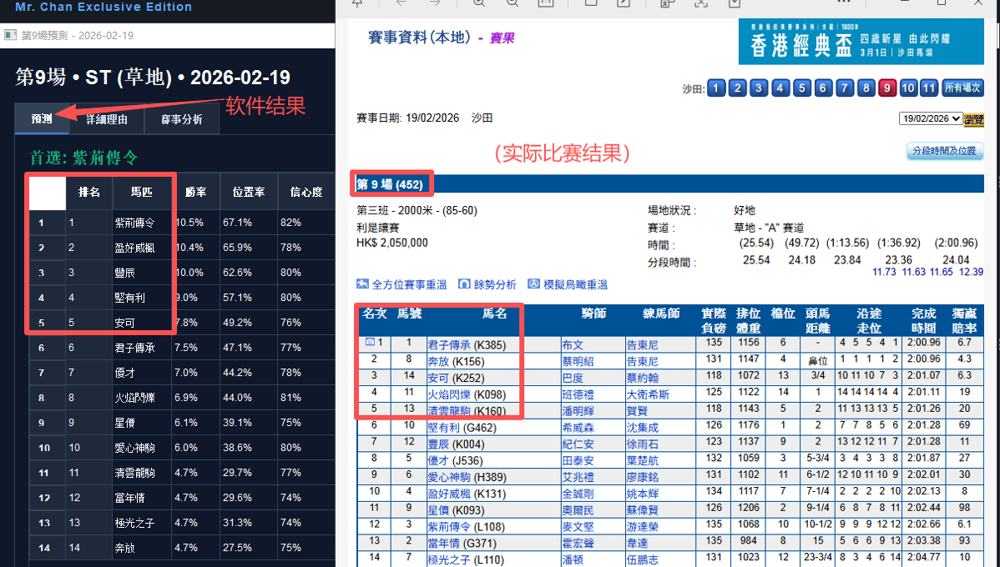 Mr. Chan Exclusive Edition
第9場預測 - 2026-02-19
第9場 • ST (草地) • 2026-02-19
預測 詳細理由 賽事分析
软件结果
首選: 紫荊傳令
排名 馬匹 勝率 位置率 信心度
1 1 紫荊傳令 10.5% 67.1% 82%
2 2 盈好威楓 10.4% 65.9% 78%
3 3 豐辰 10.0% 62.6% 80%
4 4 堅有利 9.0% 57.1% 80%
5 5 安可 7.8% 49.2% 76%
6 6 君子傳承 7.5% 47.1% 77%
7 7 優才 7.0% 44.2% 78%
8 8 火焰閃爍 6.9% 44.0% 81%
9 9 星價 6.1% 39.1% 75%
10 10 愛心神駒 6.0% 38.6% 80%
11 11 清雲龍駒 4.7% 29.7% 77%
12 12 當年情 4.7% 29.6% 74%
13 13 極光之子 4.7% 31.3% 74%
14 14 奔放 4.7% 27.5% 75%
賽事資料(本地) - 賽果
香港經典盃 四歲新星 由此閃耀
3月1日 | 沙田馬場
沙田: 1 2 3 4 5 6 7 8 9 10 11 所有場次
賽事日期: 19/02/2026 沙田
19/02/2026 瀏覽
(实际比赛结果)
分段時間及位置
第 9 場 (452)
第三班 - 2000米 - (85-60) 場地狀況 : 好地
利是讓賽 賽道 : 草地 - "A" 賽道
HK$ 2,050,000 時間 : (25.54) (49.72) (1:13.56) (1:36.92) (2:00.96)
分段時間 : 25.54 24.18 23.84 23.36 24.04
11.73 11.63 11.65 12.39
全方位賽事重溫 餘勢分析 模擬鳥瞰重溫
名次 馬號 馬名 騎師 練馬師 實際負磅 排位體重 檔位 頭馬距離 沿途走位 完成時間 獨贏賠率
1 1 君子傳承 (K385) 布文 告東尼 135 1156 6 - 4 5 5 4 1 2:00.96 6.7
2 8 奔放 (K156) 蔡明紹 告東尼 131 1147 4 鼻位 1 1 1 1 2 2:00.96 4.3
3 14 安可 (K252) 巴度 蔡約翰 118 1072 13 3/4 10 11 10 7 3 2:01.07 6.3
4 11 火焰閃爍 (K098) 班德禮 大衛希斯 125 1122 14 1 14 14 14 14 4 2:01.11 19
5 13 清雲龍駒 (K160) 潘明輝 賀賢 118 1143 5 2 11 13 13 13 5 2:01.26 20
6 10 堅有利 (G462) 希威森 沈集成 126 1176 1 2 7 7 8 5 6 2:01.28 69
7 12 豐辰 (K004) 紀仁安 徐雨石 123 1137 9 2 13 12 12 11 7 2:01.28 11
8 5 優才 (J536) 田泰安 葉楚航 132 1059 3 5-3/4 3 4 3 3 8 2:01.87 27
9 6 愛心神駒 (H389) 艾兆禮 廖康銘 131 1102 11 6-1/2 12 10 11 10 9 2:02.01 30
10 4 盈好威楓 (K131) 金誠剛 姚本輝 134 1117 7 7-1/4 2 2 2 2 10 2:02.13 8
11 9 星價 (K093) 奧爾民 蘇偉賢 126 1206 2 9-1/4 6 8 7 8 11 2:02.44 98
12 3 紫荊傳令 (L108) 麥文堅 游達榮 135 1068 10 10-1/2 9 9 9 12 12 2:02.66 6.1
13 2 當年情 (G371) 霍宏聲 韋達 135 984 8 15 5 6 6 9 13 2:03.38 93
14 7 極光之子 (L110) 潘頓 伍鵬志 131 1023 12 23-3/4 8 3 4 6 14 2:04.77 10